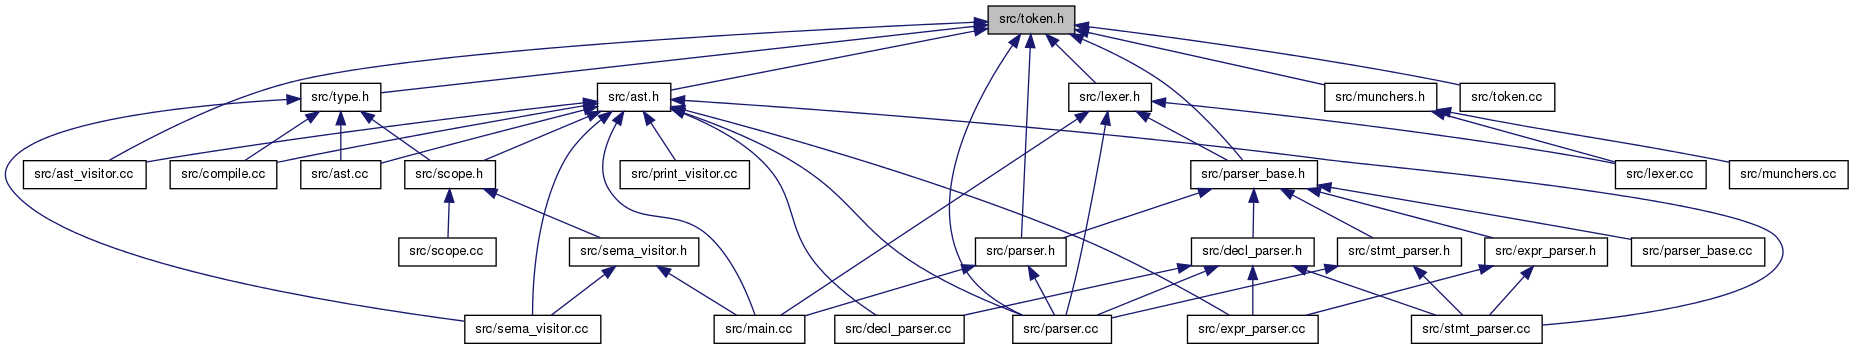 src/token.h
src/type.h
src/ast.h
src/lexer.h
src/munchers.h
src/token.cc
src/ast_visitor.cc
src/compile.cc
src/ast.cc
src/scope.h
src/print_visitor.cc
src/parser_base.h
src/lexer.cc
src/munchers.cc
src/scope.cc
src/sema_visitor.h
src/parser.h
src/decl_parser.h
src/stmt_parser.h
src/expr_parser.h
src/parser_base.cc
src/sema_visitor.cc
src/main.cc
src/decl_parser.cc
src/parser.cc
src/expr_parser.cc
src/stmt_parser.cc